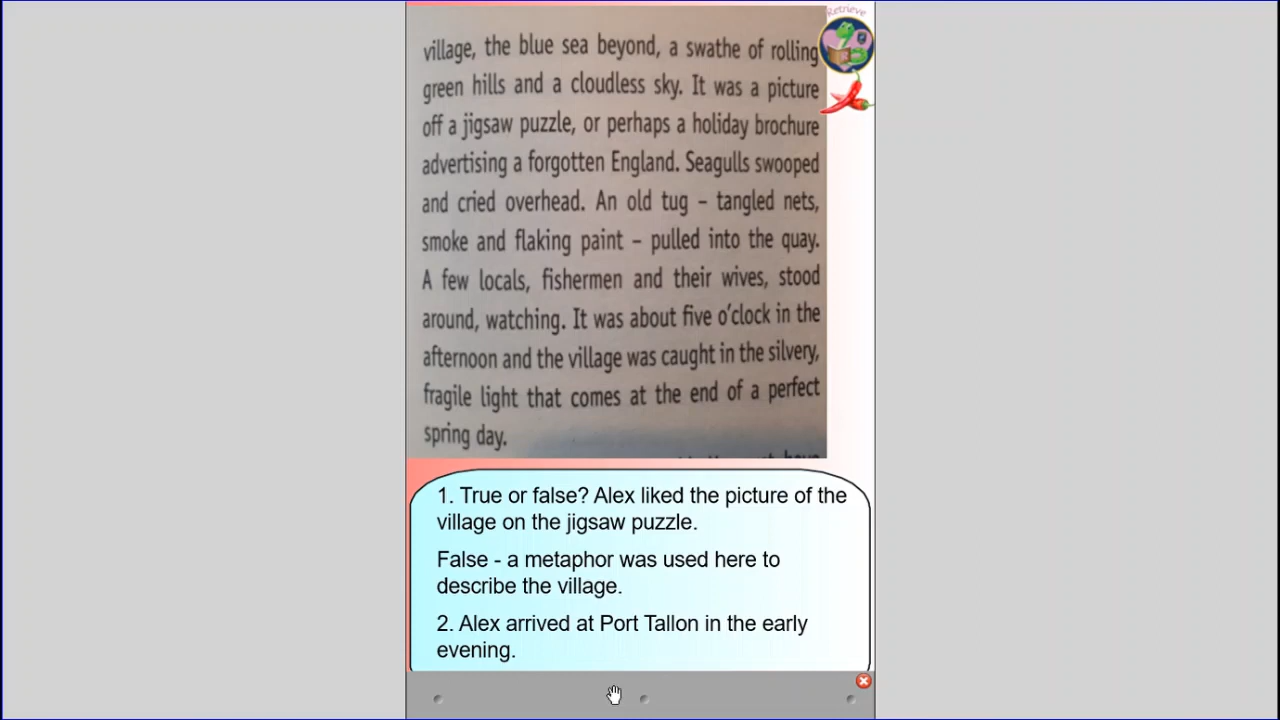 Retrieve
village, the blue sea beyond, a swathe of rolling
green hills and a cloudless sky. It was a picture
off a jigsaw puzzle, or perhaps a holiday brochure
advertising a forgotten England. Seagulls swooped
and cried overhead. An old tug – tangled nets,
smoke and flaking paint – pulled into the quay.
A few locals, fishermen and their wives, stood
around, watching. It was about five o'clock in the
afternoon and the village was caught in the silvery,
fragile light that comes at the end of a perfect
spring day.
1. True or false? Alex liked the picture of the
village on the jigsaw puzzle.
False - a metaphor was used here to
describe the village.
2. Alex arrived at Port Tallon in the early
evening.